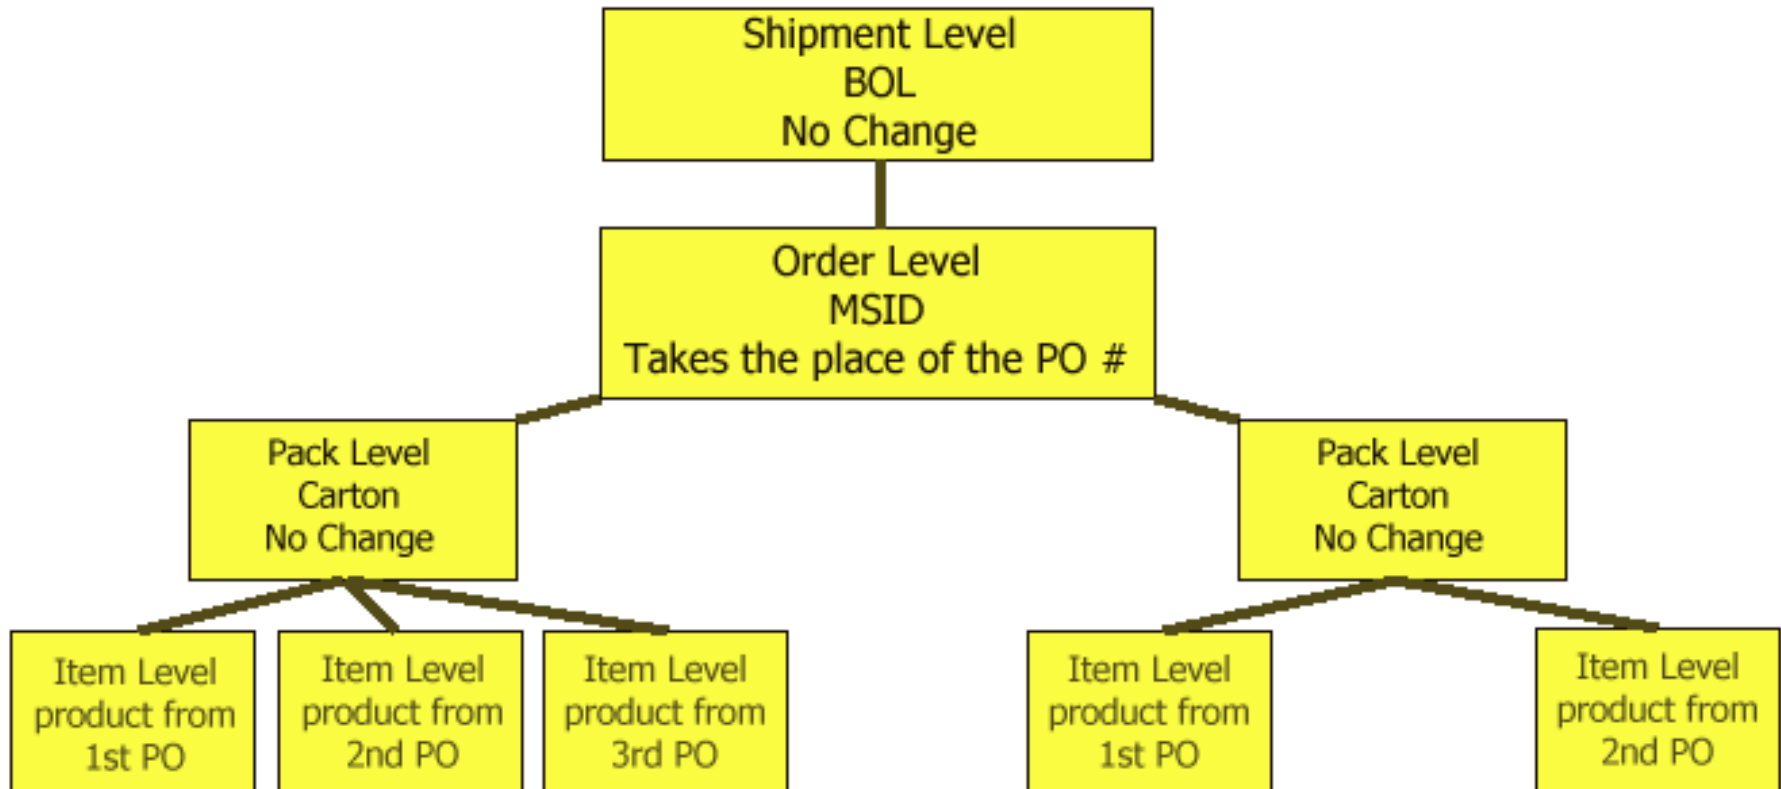 Shipment Level
BOL
No Change
Order Level
MSID
Takes the place of the PO #
Pack Level
Carton
No Change
Pack Level
Carton
No Change
Item Level
product from
1st PO
Item Level
product from
2nd PO
Item Level
product from
3rd PO
Item Level
product from
1st PO
Item Level
product from
2nd PO